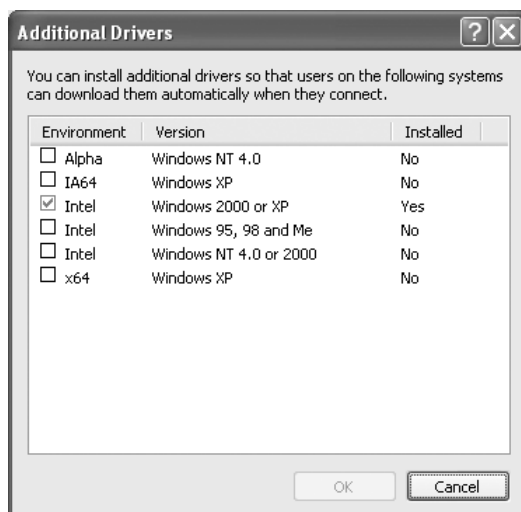 Additional Drivers
You can install additional drivers so that users on the following systems
can download them automatically when they connect.
Environment Version Installed
Alpha Windows NT 4.0 No
IA64 Windows XP No
Intel Windows 2000 or XP Yes
Intel Windows 95, 98 and Me No
Intel Windows NT 4.0 or 2000 No
x64 Windows XP No
OK Cancel